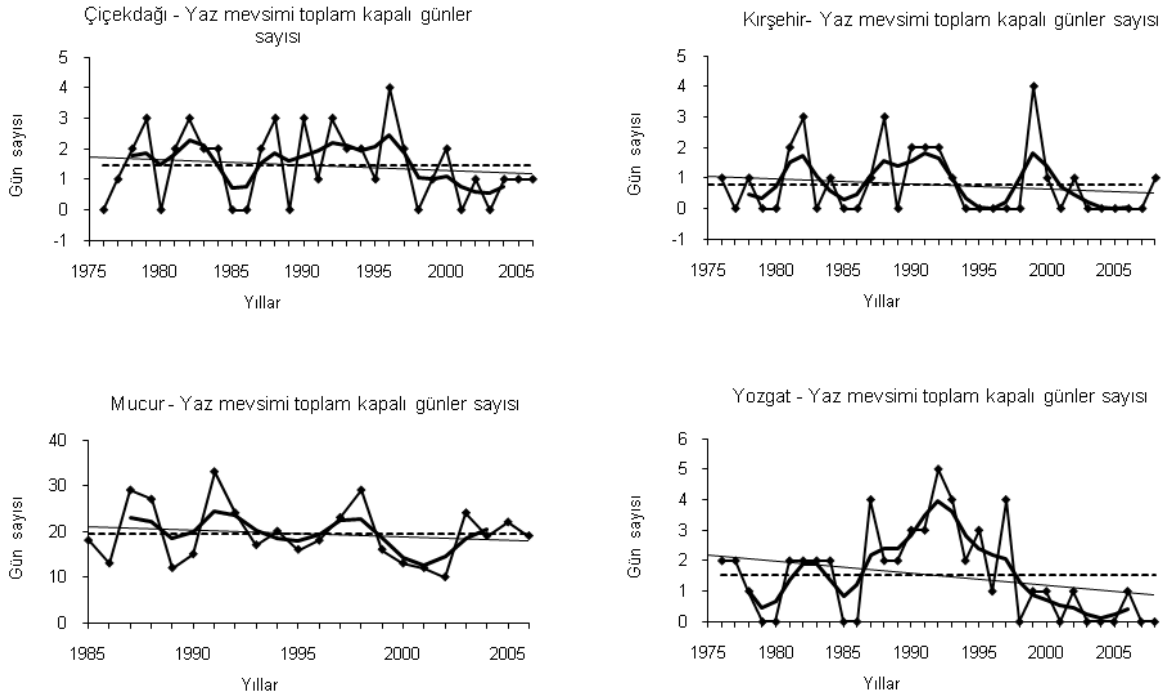 Çiçekdağı - Yaz mevsimi toplam kapalı günler
sayısı
5
4
3
2
1
0
-1
Gün sayısı
1975 1980 1985 1990 1995 2000 2005
Yıllar
Kırşehir- Yaz mevsimi toplam kapalı günler sayısı
5
4
3
2
1
0
-1
Gün sayısı
1975 1980 1985 1990 1995 2000 2005
Yıllar
Mucur - Yaz mevsimi toplam kapalı günler sayısı
40
30
20
10
0
Gün sayısı
1985 1990 1995 2000 2005
Yıllar
Yozgat - Yaz mevsimi toplam kapalı günler sayısı
6
5
4
3
2
1
0
Gün sayısı
1975 1980 1985 1990 1995 2000 2005
Yıllar